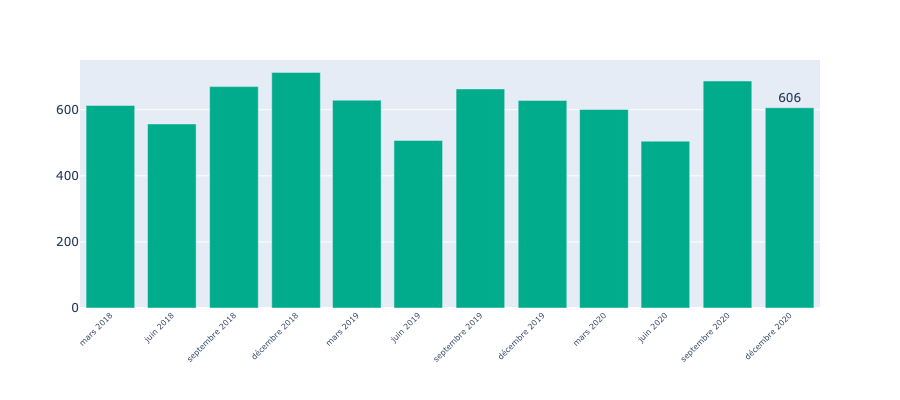 606
600
400
200
0
mars 2018
juin 2018
septembre 2018
décembre 2018
mars 2019
juin 2019
septembre 2019
décembre 2019
mars 2020
juin 2020
septembre 2020
décembre 2020